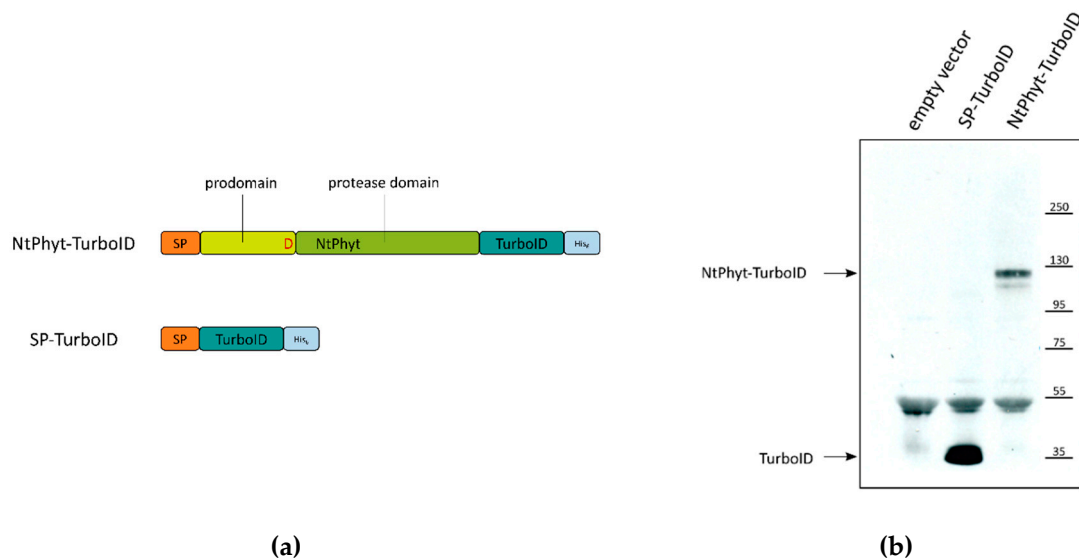 prodomain protease domain
NtPhyt-TurboID SP D NtPhyt TurboID His₆
SP-TurboID SP TurboID His₆
(a)
empty vector
SP-TurboID
NtPhyt-TurboID
250
NtPhyt-TurboID 130
95
75
55
TurboID 35
(b)